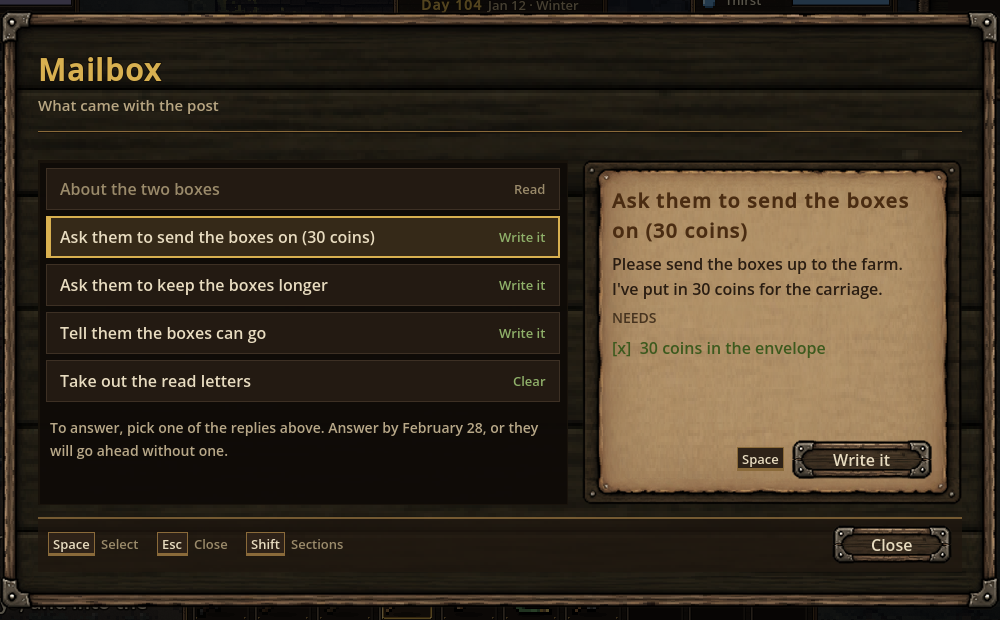 Day 104 Jan 12 · Winter
Thirst
Mailbox
What came with the post
About the two boxes Read
Ask them to send the boxes on (30 coins) Write it
Ask them to keep the boxes longer Write it
Tell them the boxes can go Write it
Take out the read letters Clear
To answer, pick one of the replies above. Answer by February 28, or they
will go ahead without one.
Ask them to send the boxes
on (30 coins)
Please send the boxes up to the farm.
I've put in 30 coins for the carriage.
NEEDS
[x] 30 coins in the envelope
Space Write it
Space Select Esc Close Shift Sections
Close
and into the